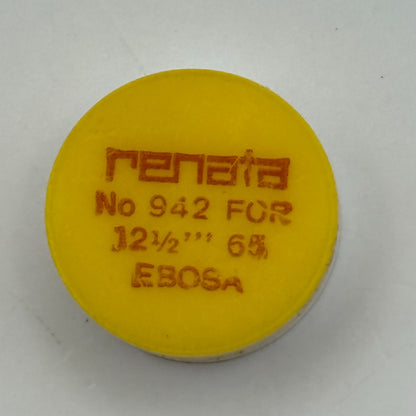 renata
No 942 FOR
12½''' 65
EBOSA